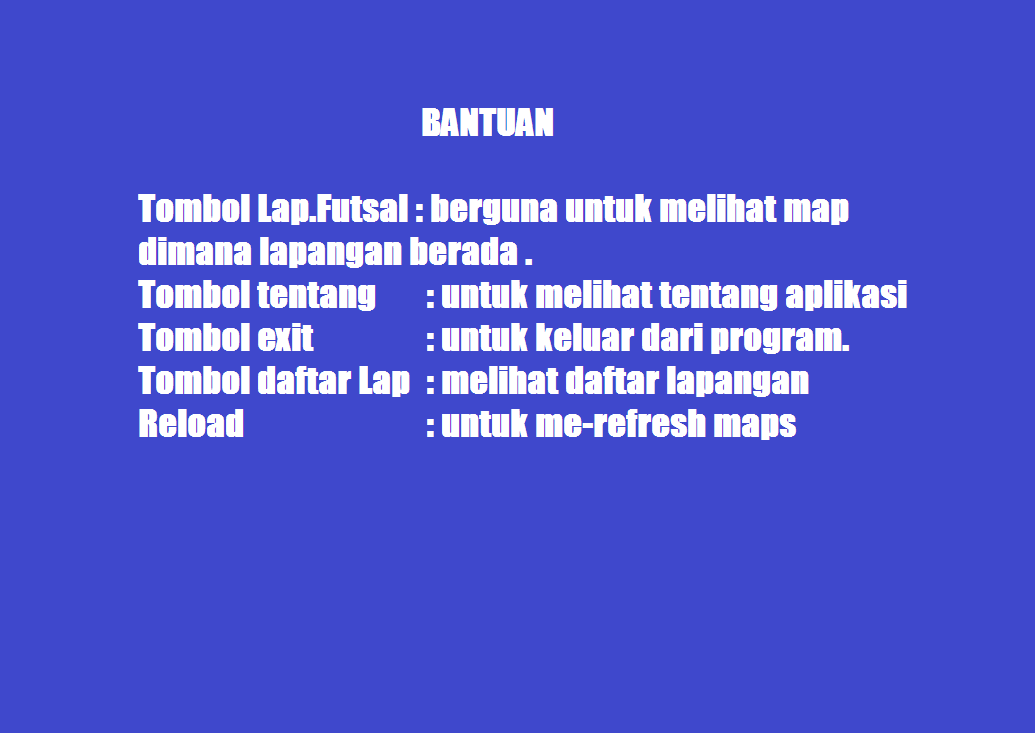 BANTUAN
Tombol Lap.Futsal : berguna untuk melihat map
dimana lapangan berada .
Tombol tentang : untuk melihat tentang aplikasi
Tombol exit : untuk keluar dari program.
Tombol daftar Lap : melihat daftar lapangan
Reload : untuk me-refresh maps